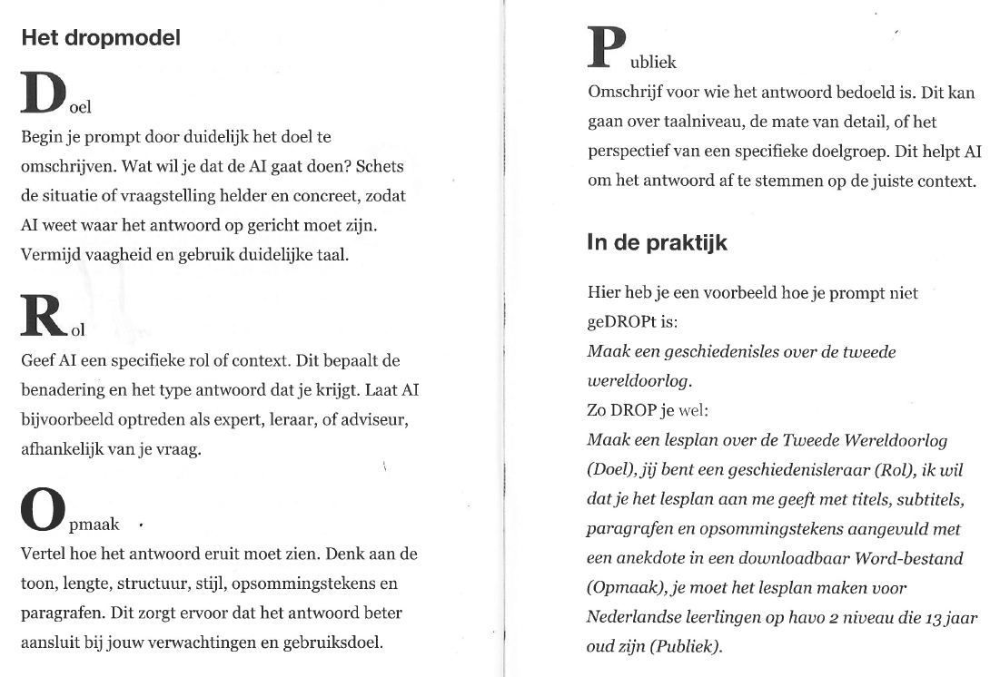 Het dropmodel
Doel
Begin je prompt door duidelijk het doel te
omschrijven. Wat wil je dat de AI gaat doen? Schets
de situatie of vraagstelling helder en concreet, zodat
AI weet waar het antwoord op gericht moet zijn.
Vermijd vaagheid en gebruik duidelijke taal.
Rol
Geef AI een specifieke rol of context. Dit bepaalt de
benadering en het type antwoord dat je krijgt. Laat AI
bijvoorbeeld optreden als expert, leraar, of adviseur,
afhankelijk van je vraag.
Opmaak
Vertel hoe het antwoord eruit moet zien. Denk aan de
toon, lengte, structuur, stijl, opsommingstekens en
paragrafen. Dit zorgt ervoor dat het antwoord beter
aansluit bij jouw verwachtingen en gebruiksdoel.
Publiek
Omschrijf voor wie het antwoord bedoeld is. Dit kan
gaan over taalniveau, de mate van detail, of het
perspectief van een specifieke doelgroep. Dit helpt AI
om het antwoord af te stemmen op de juiste context.
In de praktijk
Hier heb je een voorbeeld hoe je prompt niet
geDROPt is:
Maak een geschiedenisles over de tweede
wereldoorlog.
Zo DROP je wel:
Maak een lesplan over de Tweede Wereldoorlog
(Doel), jij bent een geschiedenisleraar (Rol), ik wil
dat je het lesplan aan me geeft met titels, subtitels,
paragrafen en opsommingstekens aangevuld met
een anekdote in een downloadbaar Word-bestand
(Opmaak), je moet het lesplan maken voor
Nederlandse leerlingen op havo 2 niveau die 13 jaar
oud zijn (Publiek).